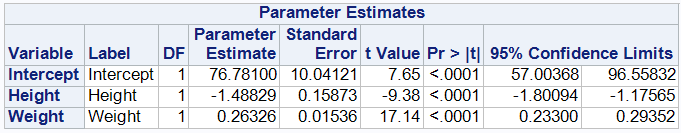 Parameter Estimates
Parameter Standard
Variable Label DF Estimate Error t Value Pr > |t| 95% Confidence Limits
Intercept Intercept 1 76.78100 10.04121 7.65 <.0001 57.00368 96.55832
Height Height 1 -1.48829 0.15873 -9.38 <.0001 -1.80094 -1.17565
Weight Weight 1 0.26326 0.01536 17.14 <.0001 0.23300 0.29352